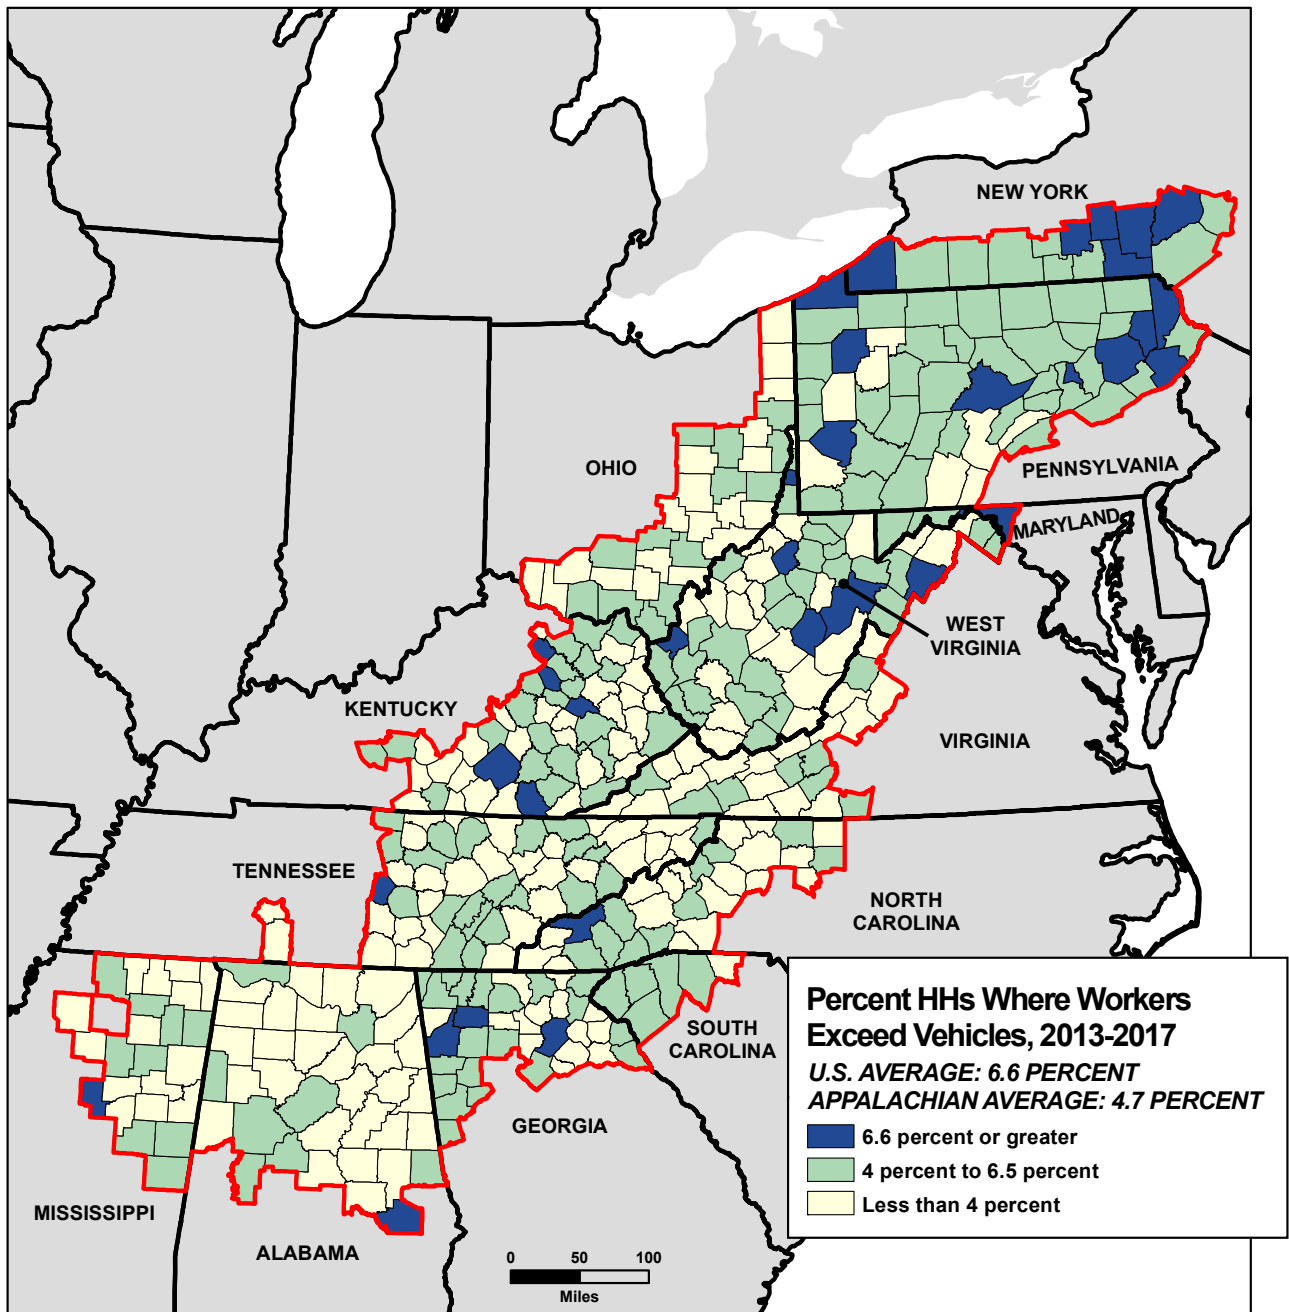 NEW YORK
OHIO
PENNSYLVANIA
MARYLAND
WEST
VIRGINIA
KENTUCKY
VIRGINIA
TENNESSEE
NORTH
CAROLINA
SOUTH
CAROLINA
GEORGIA
MISSISSIPPI
ALABAMA
Percent HHs Where Workers
Exceed Vehicles, 2013-2017
U.S. AVERAGE: 6.6 PERCENT
APPALACHIAN AVERAGE: 4.7 PERCENT
6.6 percent or greater
4 percent to 6.5 percent
Less than 4 percent
0 50 100
Miles